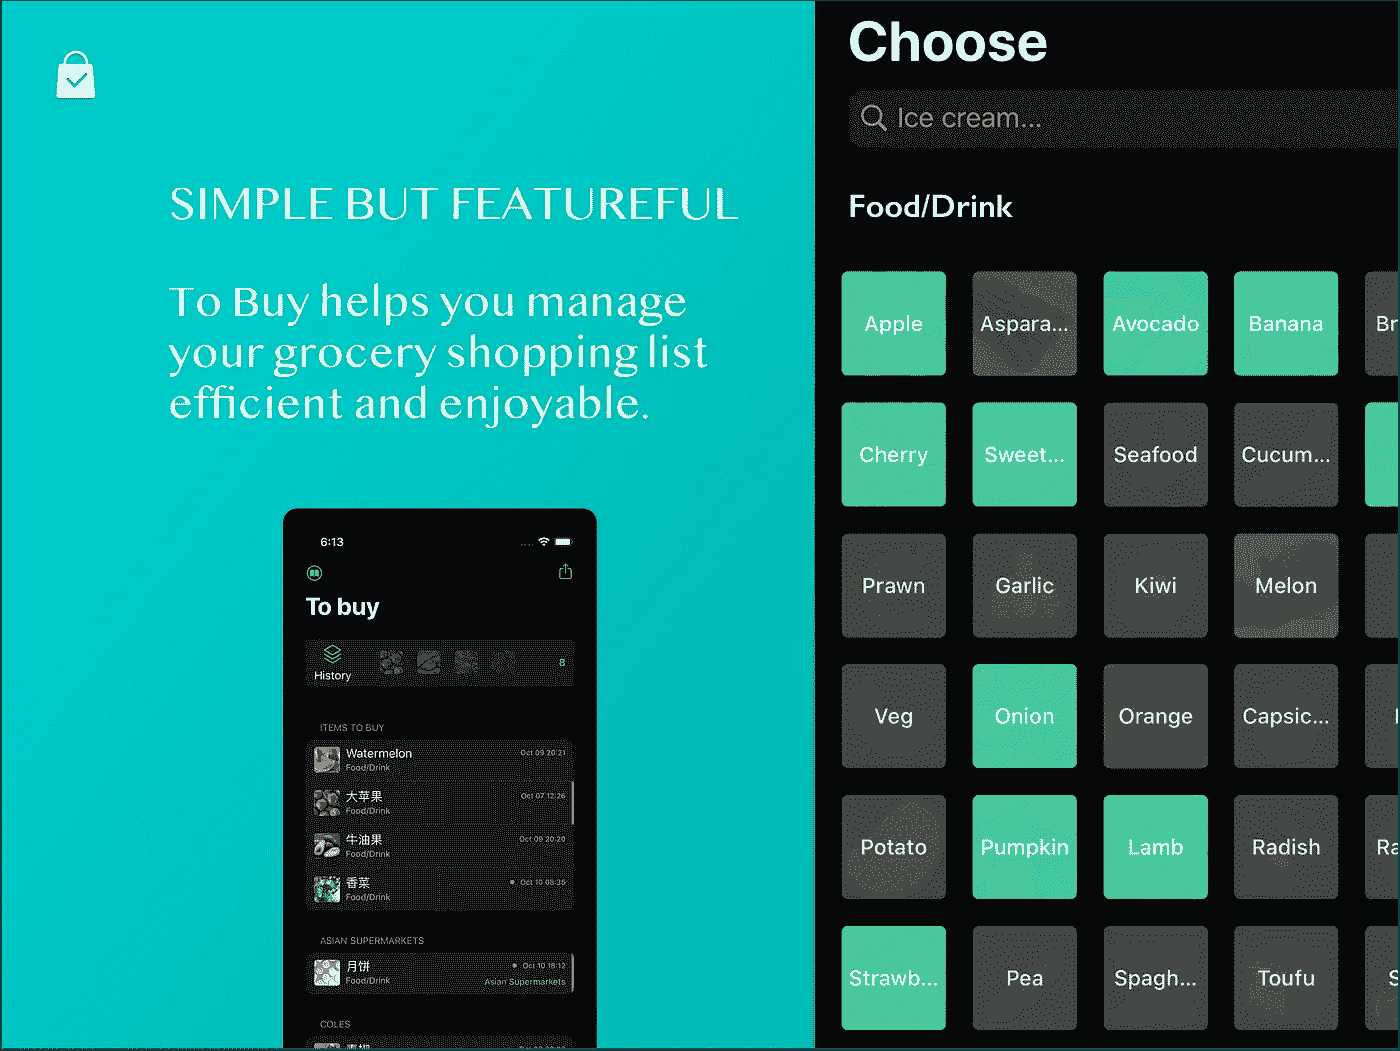 SIMPLE BUT FEATUREFUL
To Buy helps you manage
your grocery shopping list
efficient and enjoyable.
6:13
To buy
History
8
ITEMS TO BUY
Watermelon Oct 09 20:21
Food/Drink
大苹果 Oct 07 12:26
Food/Drink
牛油果 Oct 09 20:20
Food/Drink
香菜 Oct 10 08:35
Food/Drink
ASIAN SUPERMARKETS
月饼 Oct 10 18:12
Food/Drink Asian Supermarkets
COLES
Choose
Ice cream...
Food/Drink
Apple Aspara... Avocado Banana Br
Cherry Sweet... Seafood Cucum...
Prawn Garlic Kiwi Melon
Veg Onion Orange Capsic...
Potato Pumpkin Lamb Radish Ra
Strawb... Pea Spagh... Toufu S